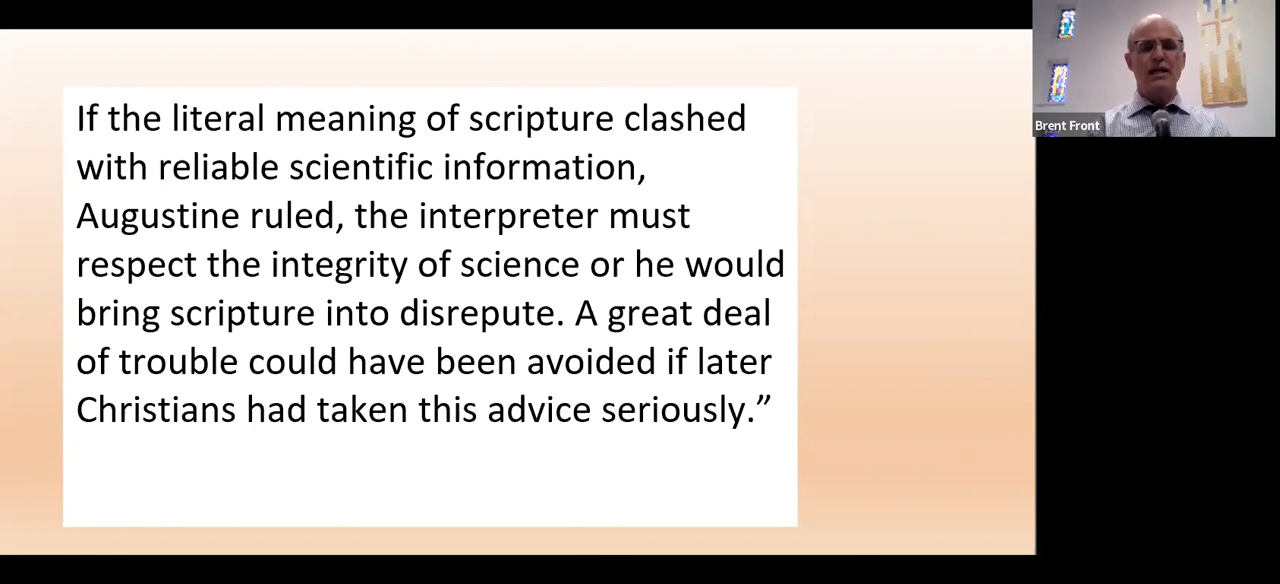 If the literal meaning of scripture clashed
with reliable scientific information,
Augustine ruled, the interpreter must
respect the integrity of science or he would
bring scripture into disrepute. A great deal
of trouble could have been avoided if later
Christians had taken this advice seriously.”
Brent Front